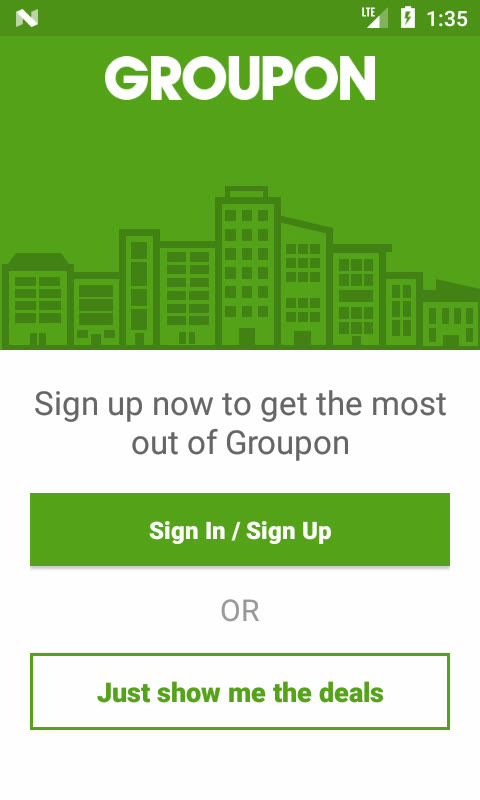 LTE 1:35
GROUPON
Sign up now to get the most
out of Groupon
Sign In / Sign Up
OR
Just show me the deals